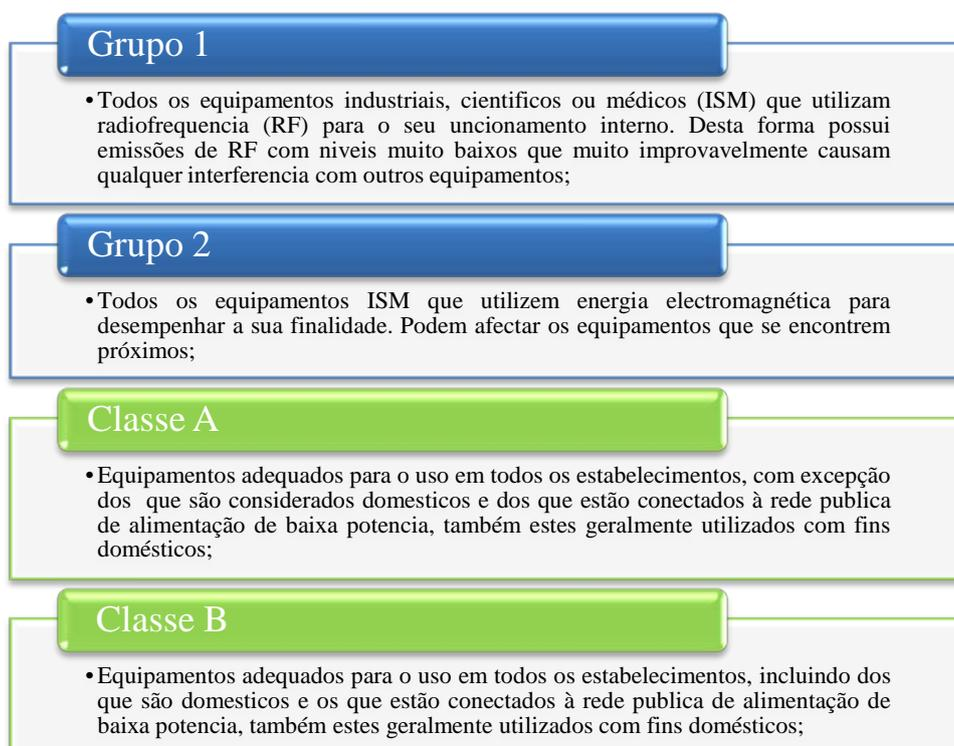 Grupo 1
•Todos os equipamentos industriais, cientificos ou médicos (ISM) que utilizam
radiofrequencia (RF) para o seu uncionamento interno. Desta forma possui
emissões de RF com niveis muito baixos que muito improvavelmente causam
qualquer interferencia com outros equipamentos;
Grupo 2
•Todos os equipamentos ISM que utilizem energia electromagnética para
desempenhar a sua finalidade. Podem afectar os equipamentos que se encontrem
próximos;
Classe A
•Equipamentos adequados para o uso em todos os estabelecimentos, com excepção
dos que são considerados domesticos e dos que estão conectados à rede publica
de alimentação de baixa potencia, também estes geralmente utilizados com fins
domésticos;
Classe B
•Equipamentos adequados para o uso em todos os estabelecimentos, incluindo dos
que são domesticos e os que estão conectados à rede publica de alimentação de
baixa potencia, também estes geralmente utilizados com fins domésticos;